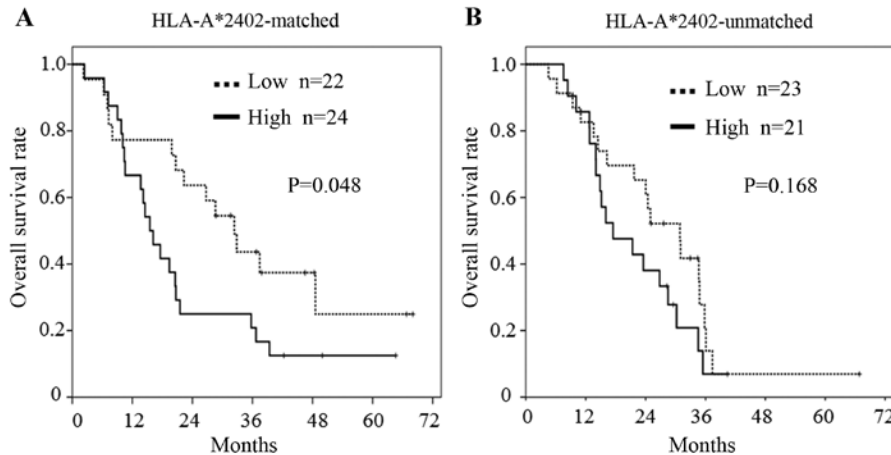 A
HLA-A*2402-matched
Overall survival rate
1.0
0.8
0.6
0.4
0.2
0
Low n=22
High n=24
P=0.048
0 12 24 36 48 60 72
Months
B
HLA-A*2402-unmatched
Overall survival rate
1.0
0.8
0.6
0.4
0.2
0
Low n=23
High n=21
P=0.168
0 12 24 36 48 60 72
Months